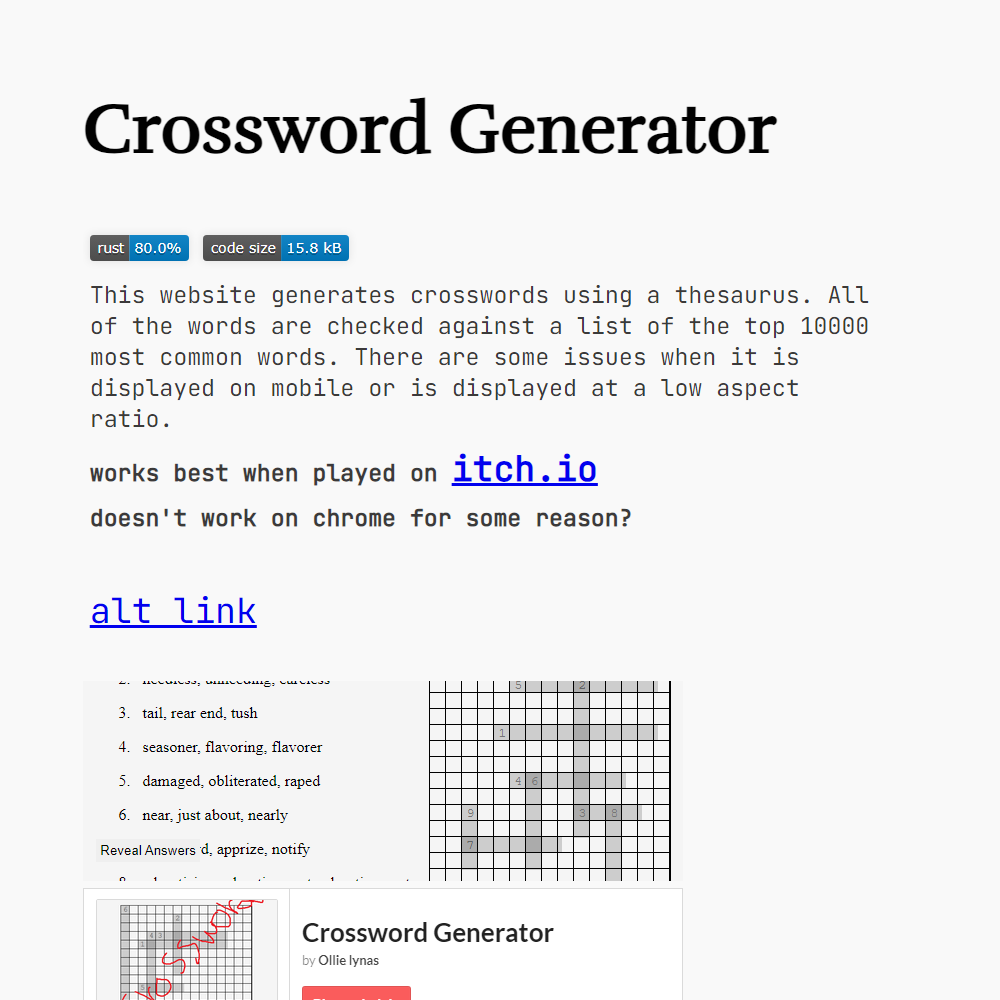 Crossword Generator
rust 80.0% code size 15.8 kB
This website generates crosswords using a thesaurus. All
of the words are checked against a list of the top 10000
most common words. There are some issues when it is
displayed on mobile or is displayed at a low aspect
ratio.
works best when played on itch.io
doesn't work on chrome for some reason?
alt link
2. heedless, unheeding, careless
3. tail, rear end, tush
4. seasoner, flavoring, flavorer
5. damaged, obliterated, raped
6. near, just about, nearly
Reveal Answers d, apprize, notify
5 2
1
4 6
9 3 8
7
Crossword Generator
by Ollie lynas